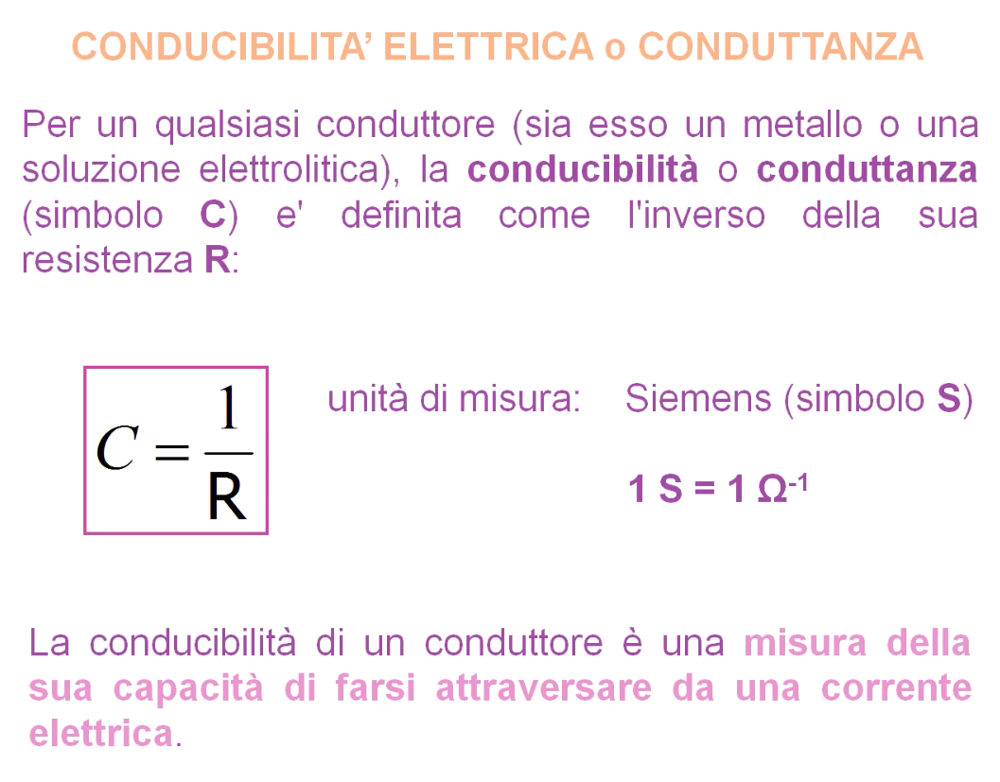 CONDUCIBILITA’ ELETTRICA o CONDUTTANZA
Per un qualsiasi conduttore (sia esso un metallo o una
soluzione elettrolitica), la conducibilità o conduttanza
(simbolo C) e' definita come l'inverso della sua
resistenza R:
C = 1/R
unità di misura: Siemens (simbolo S)
1 S = 1 Ω⁻¹
La conducibilità di un conduttore è una misura della
sua capacità di farsi attraversare da una corrente
elettrica.